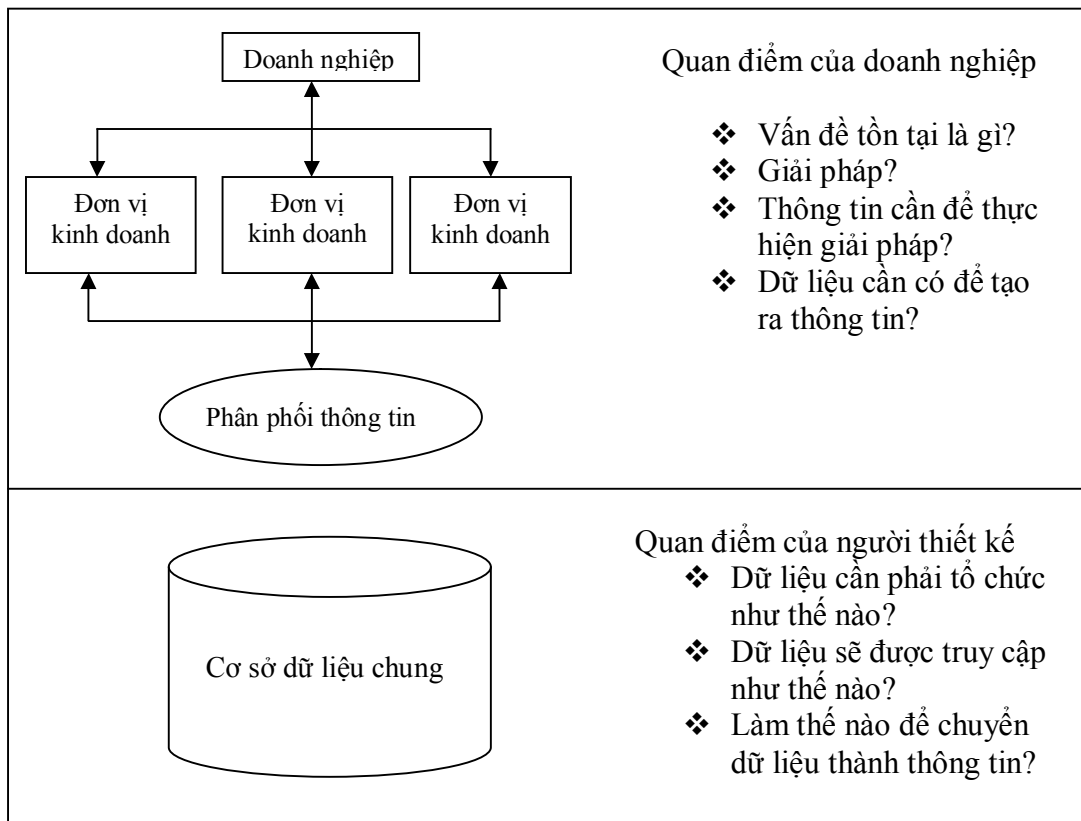 Doanh nghiệp
Đơn vị
kinh doanh
Đơn vị
kinh doanh
Đơn vị
kinh doanh
Phân phối thông tin
Quan điểm của doanh nghiệp
❖ Vấn đề tồn tại là gì?
❖ Giải pháp?
❖ Thông tin cần để thực
hiện giải pháp?
❖ Dữ liệu cần có để tạo
ra thông tin?
Cơ sở dữ liệu chung
Quan điểm của người thiết kế
❖ Dữ liệu cần phải tổ chức
như thế nào?
❖ Dữ liệu sẽ được truy cập
như thế nào?
❖ Làm thế nào để chuyển
dữ liệu thành thông tin?